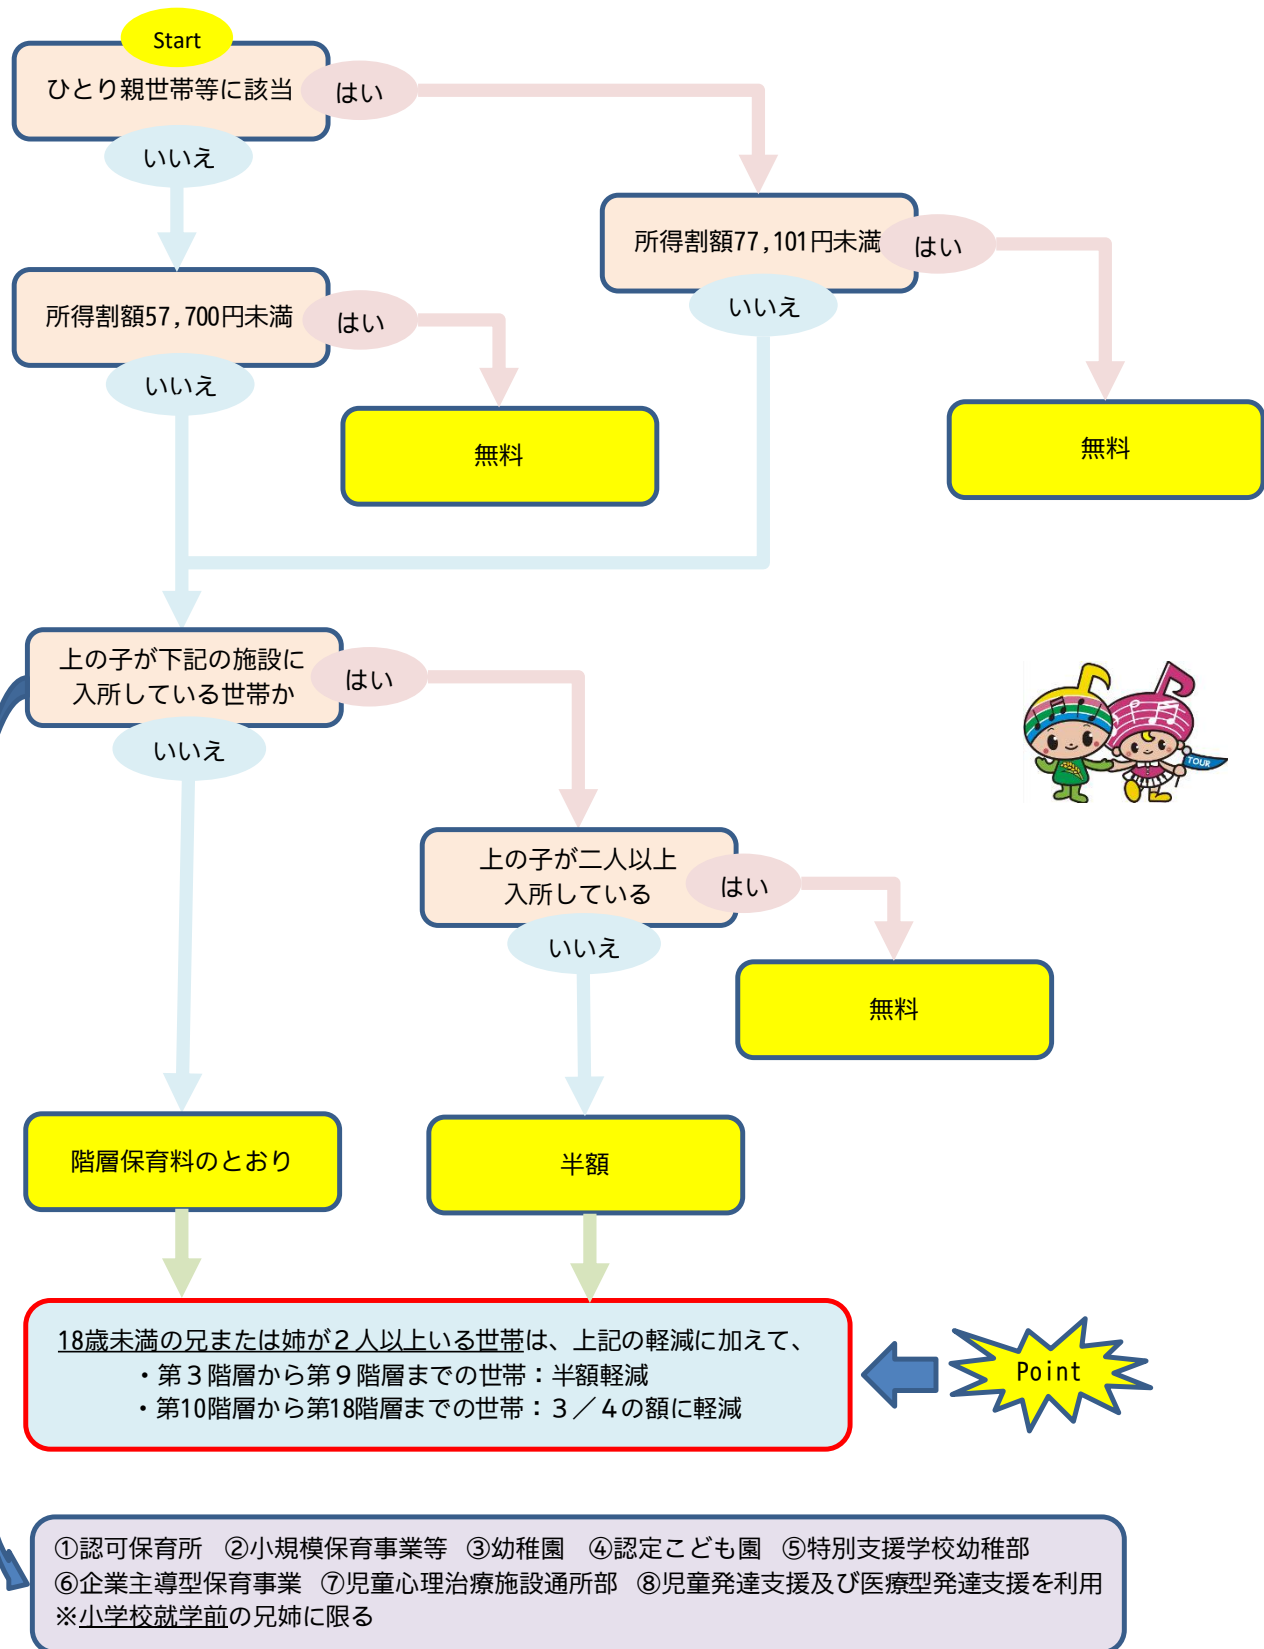 Start
ひとり親世帯等に該当
はい
いいえ
所得割額77,101円未満
はい
いいえ
所得割額57,700円未満
はい
いいえ
無料
無料
上の子が下記の施設に
入所している世帯か
はい
いいえ
TOUR
上の子が二人以上
入所している
はい
いいえ
無料
階層保育料のとおり
半額
18歳未満の兄または姉が２人以上いる世帯は、上記の軽減に加えて、
・第３階層から第９階層までの世帯：半額軽減
・第10階層から第18階層までの世帯：３／４の額に軽減
Point
①認可保育所 ②小規模保育事業等 ③幼稚園 ④認定こども園 ⑤特別支援学校幼稚部
⑥企業主導型保育事業 ⑦児童心理治療施設通所部 ⑧児童発達支援及び医療型発達支援を利用
※小学校就学前の兄姉に限る